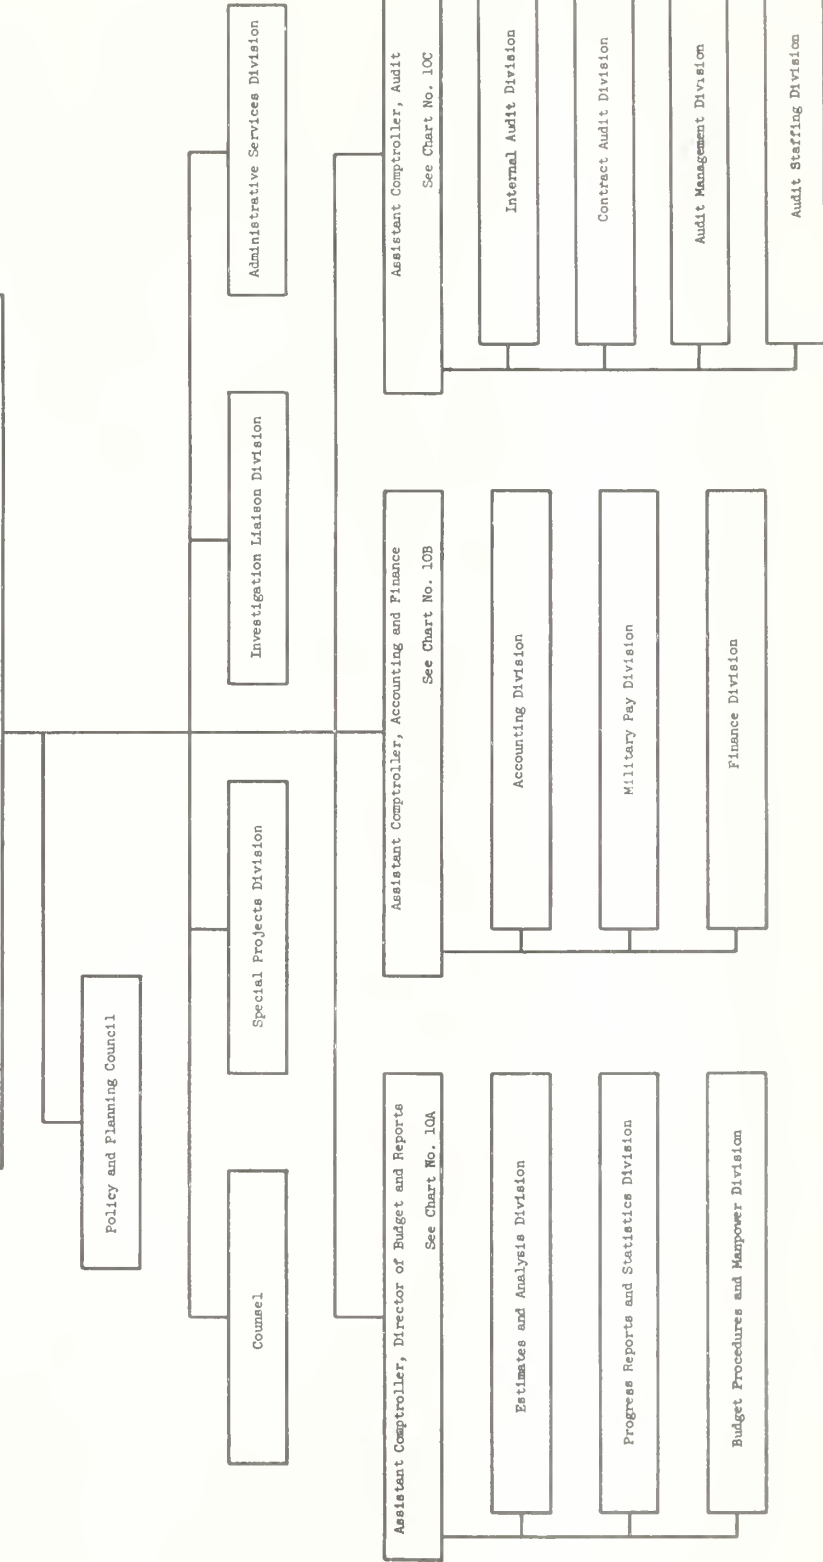 Policy and Planning Council
Counsel
Special Projects Division
Investigation Liaison Division
Administrative Services Division
Assistant Comptroller, Director of Budget and Reports
See Chart No. 10A
Estimates and Analysis Division
Progress Reports and Statistics Division
Budget Procedures and Manpower Division
Assistant Comptroller, Accounting and Finance
See Chart No. 10B
Accounting Division
Military Pay Division
Finance Division
Assistant Comptroller, Audit
See Chart No. 10C
Internal Audit Division
Contract Audit Division
Audit Management Division
Audit Staffing Division